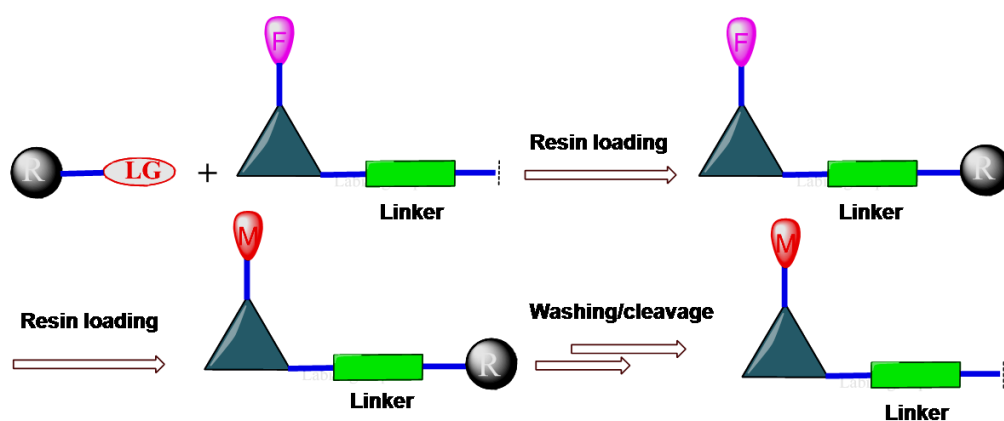 F F
R LG + Resin loading R
Linker Linker
M M
Resin loading Washing/cleavage
R
Linker Linker